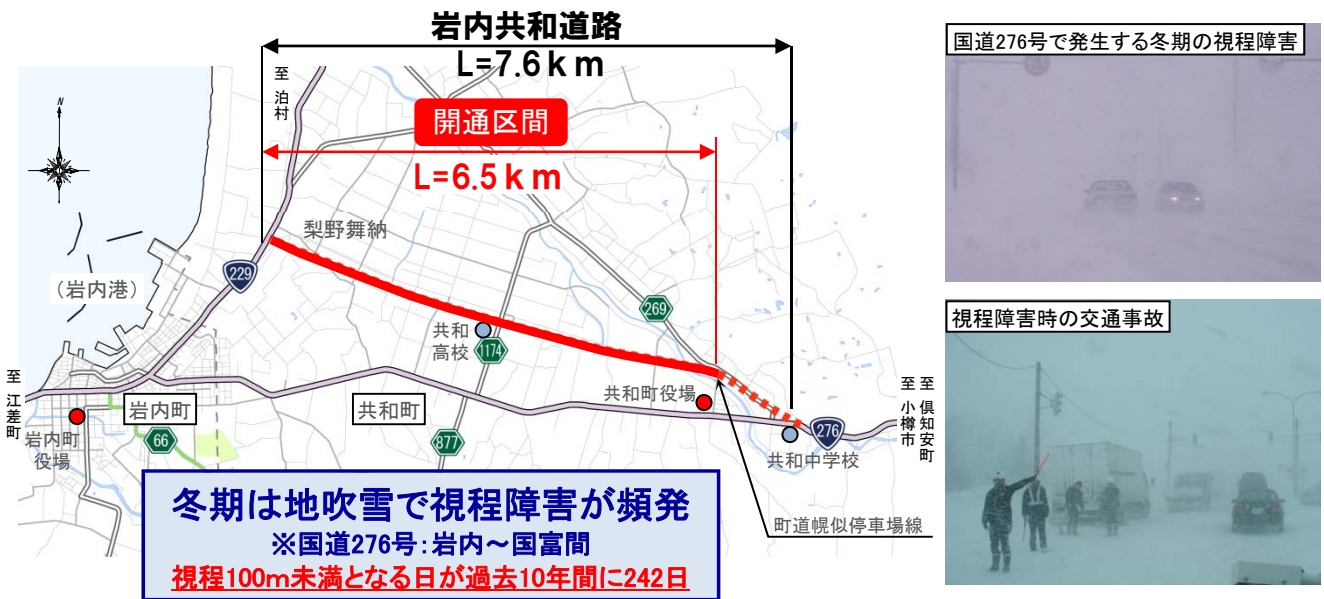 岩内共和道路
L=7.6km
開通区間
L=6.5km
至 泊村
N
梨野舞納
(岩内港)
229
269
共和
高校
1174
共和町役場
至 江差町
岩内町
共和町
岩内町
役場
66
877
276
共和中学校
至 小樽市
至 倶知安町
町道幌似停車場線
冬期は地吹雪で視程障害が頻発
※国道276号:岩内~国富間
視程100m未満となる日が過去10年間に242日
国道276号で発生する冬期の視程障害
視程障害時の交通事故